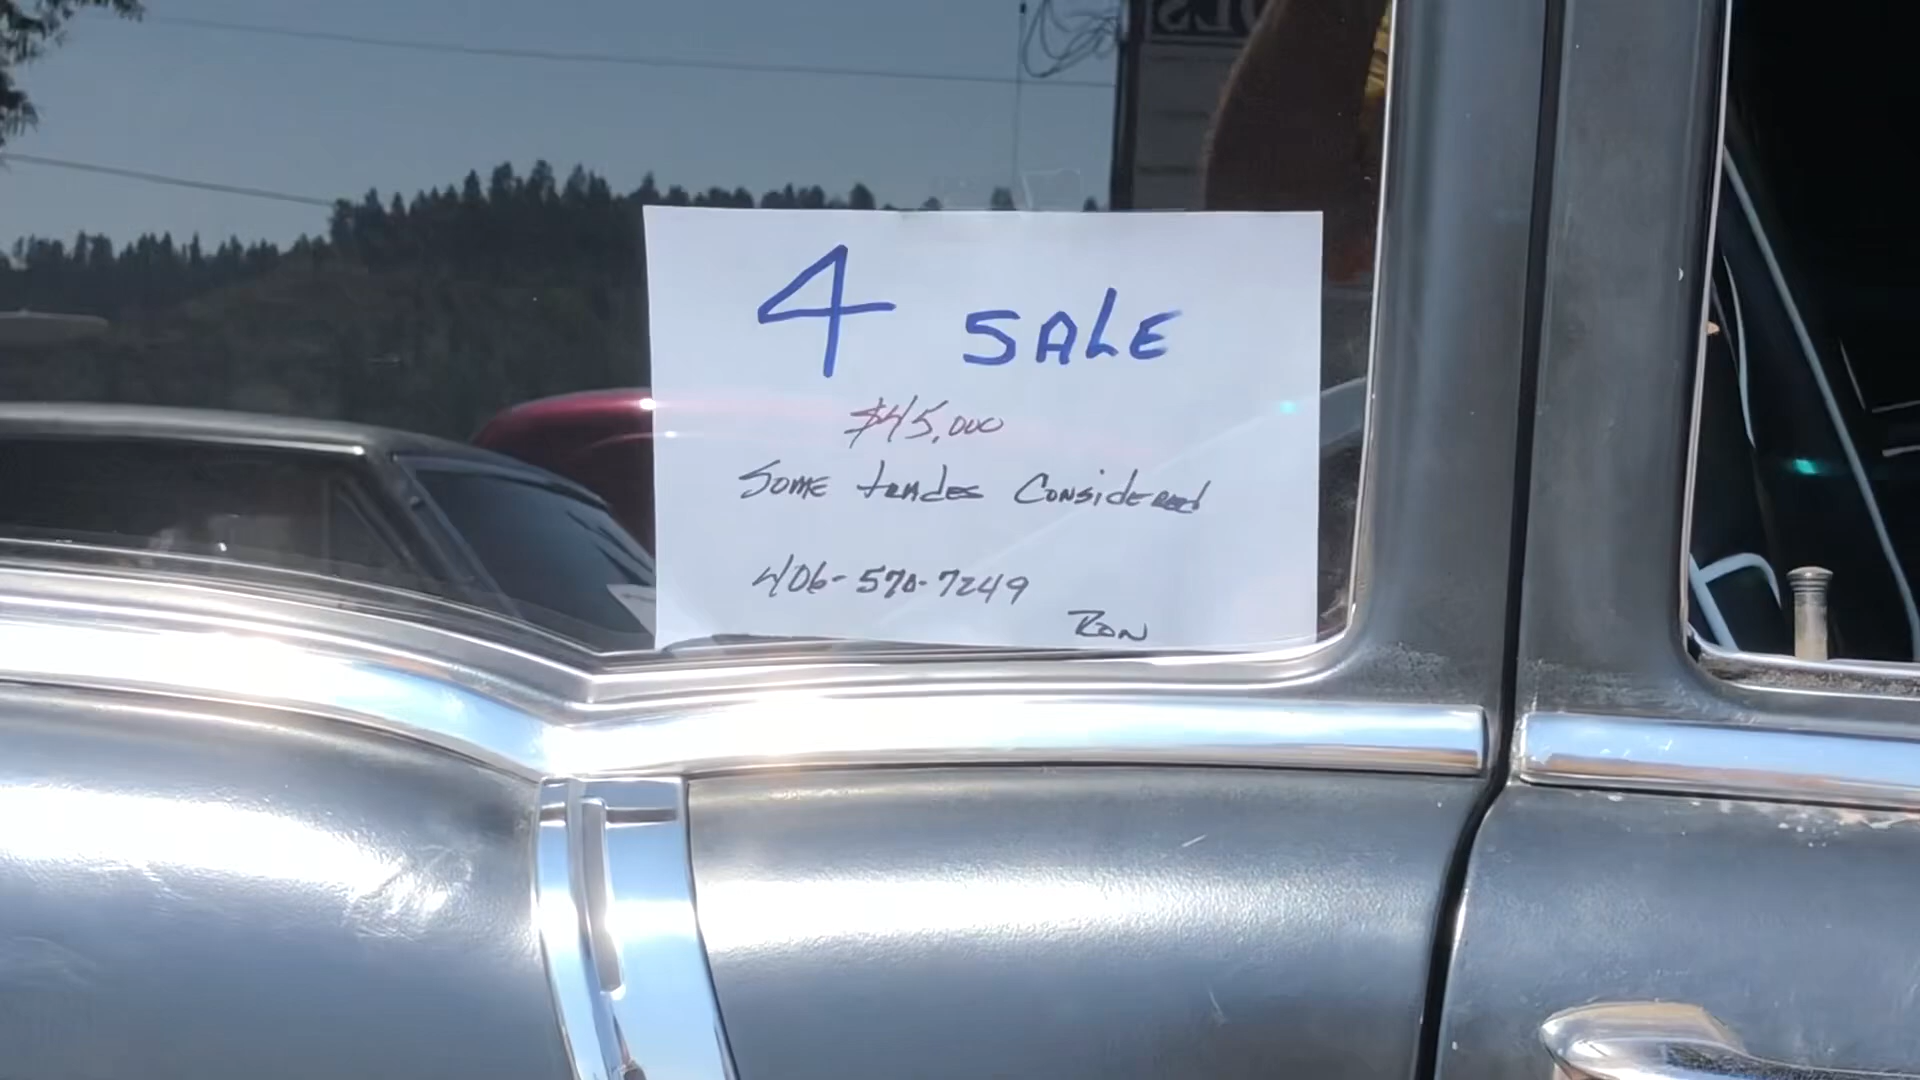 4 SALE
$45,000
Some trades Considered
406-570-7249
Ron